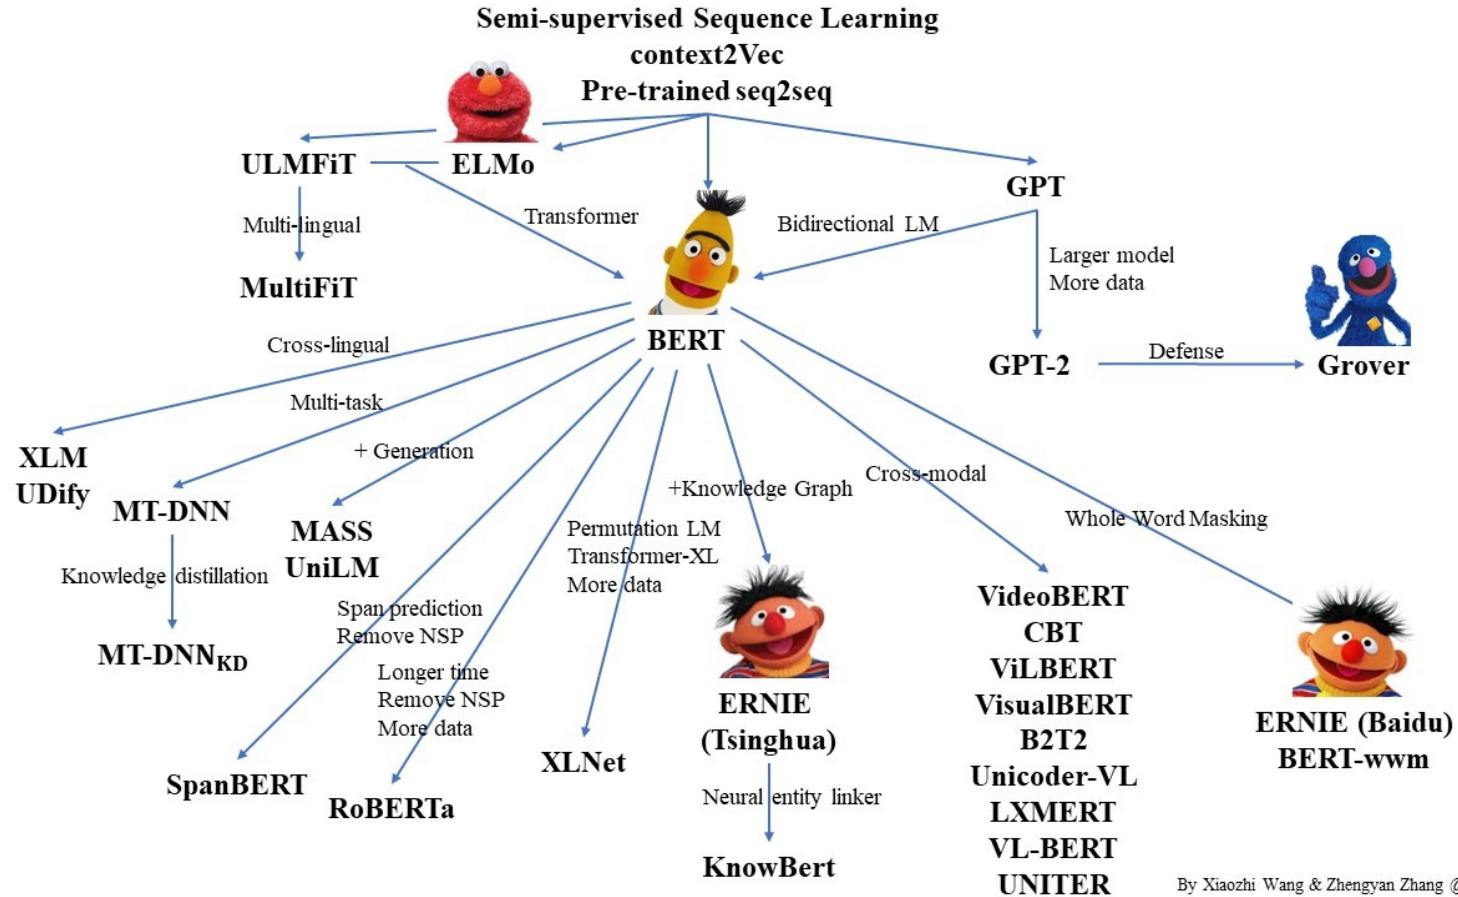 Semi-supervised Sequence Learning
context2Vec
Pre-trained seq2seq
ULMFiT
ELMo
GPT
Multi-lingual
Transformer
Bidirectional LM
Larger model
More data
MultiFiT
BERT
GPT-2
Defense
Grover
Cross-lingual
Multi-task
+ Generation
+Knowledge Graph
Cross-modal
Whole Word Masking
XLM
UDify
MT-DNN
MASS
UniLM
Permutation LM
Transformer-XL
More data
Knowledge distillation
Span prediction
Remove NSP
MT-DNNKD
Longer time
Remove NSP
More data
SpanBERT
RoBERTa
XLNet
ERNIE
(Tsinghua)
Neural entity linker
KnowBert
VideoBERT
CBT
ViLBERT
VisualBERT
B2T2
Unicoder-VL
LXMERT
VL-BERT
UNITER
ERNIE (Baidu)
BERT-wwm
By Xiaozhi Wang & Zhengyan Zhang @